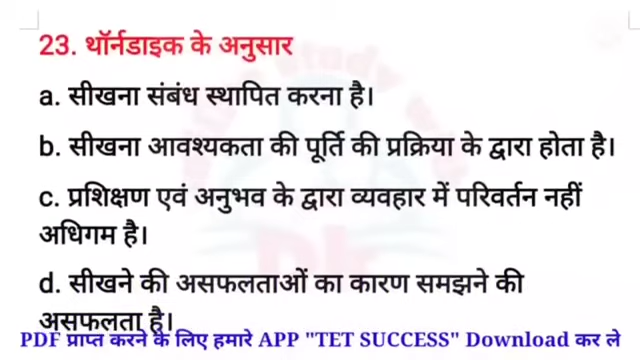 23. थॉर्नडाइक के अनुसार
a. सीखना संबंध स्थापित करना है।
b. सीखना आवश्यकता की पूर्ति की प्रक्रिया के द्वारा होता है।
c. प्रशिक्षण एवं अनुभव के द्वारा व्यवहार में परिवर्तन नहीं
अधिगम है।
d. सीखने की असफलताओं का कारण समझने की
असफलता है।
PDF प्राप्त करने के लिए हमारे APP "TET SUCCESS" Download कर ले